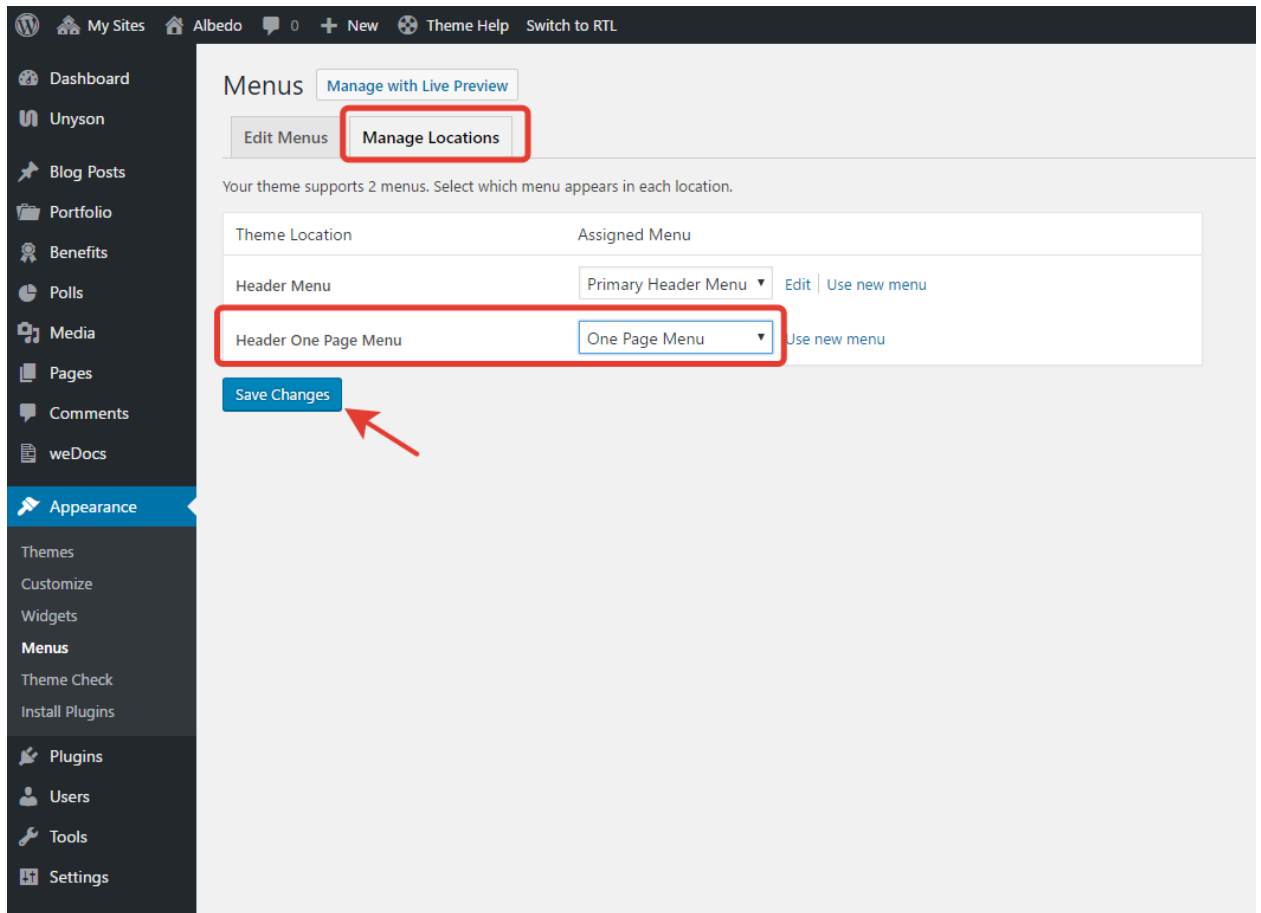 My Sites Albedo 0 New Theme Help Switch to RTL
Dashboard
Unyson
Blog Posts
Portfolio
Benefits
Polls
Media
Pages
Comments
weDocs
Appearance
Themes
Customize
Widgets
Menus
Theme Check
Install Plugins
Plugins
Users
Tools
Settings
Menus Manage with Live Preview
Edit Menus Manage Locations
Your theme supports 2 menus. Select which menu appears in each location.
Theme Location Assigned Menu
Header Menu Primary Header Menu Edit Use new menu
Header One Page Menu One Page Menu Use new menu
Save Changes